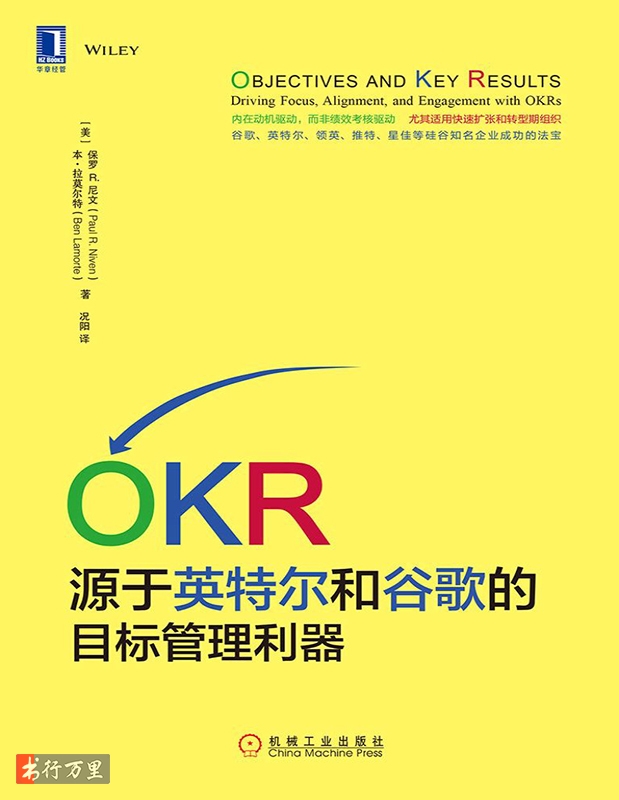 HZ BOOKS
华章经管
WILEY
OBJECTIVES AND KEY RESULTS
Driving Focus, Alignment, and Engagement with OKRs
内在动机驱动，而非绩效考核驱动 尤其适用快速扩张和转型期组织
谷歌、英特尔、领英、推特、星佳等硅谷知名企业成功的法宝
［美］
保罗 R. 尼文（Paul R. Niven）
本·拉莫尔特（Ben Lamorte）
著
况阳 译
OKR
源于英特尔和谷歌的
目标管理利器
机械工业出版社
China Machine Press
书行万里